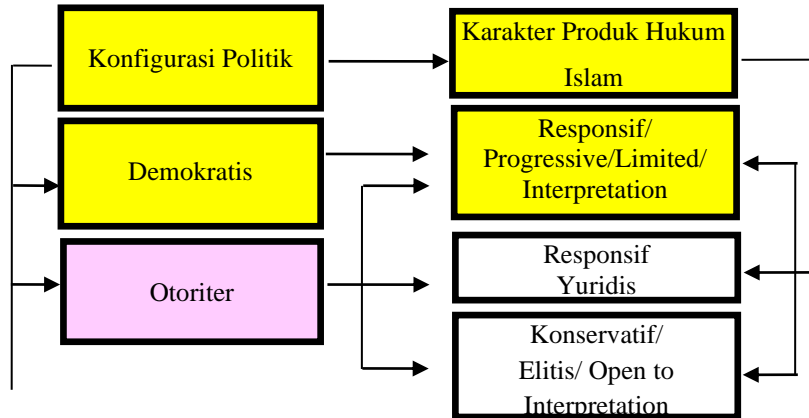 Konfigurasi Politik
Karakter Produk Hukum
Islam
Demokratis
Responsif/
Progressive/Limited/
Interpretation
Otoriter
Responsif
Yuridis
Konservatif/
Elitis/ Open to
Interpretation